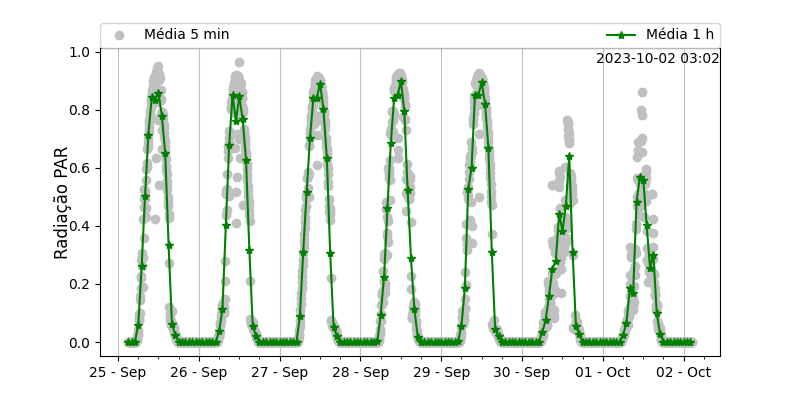 Média 5 min
Média 1 h
2023-10-02 03:02
Radiação PAR
1.0
0.8
0.6
0.4
0.2
0.0
25 - Sep
26 - Sep
27 - Sep
28 - Sep
29 - Sep
30 - Sep
01 - Oct
02 - Oct